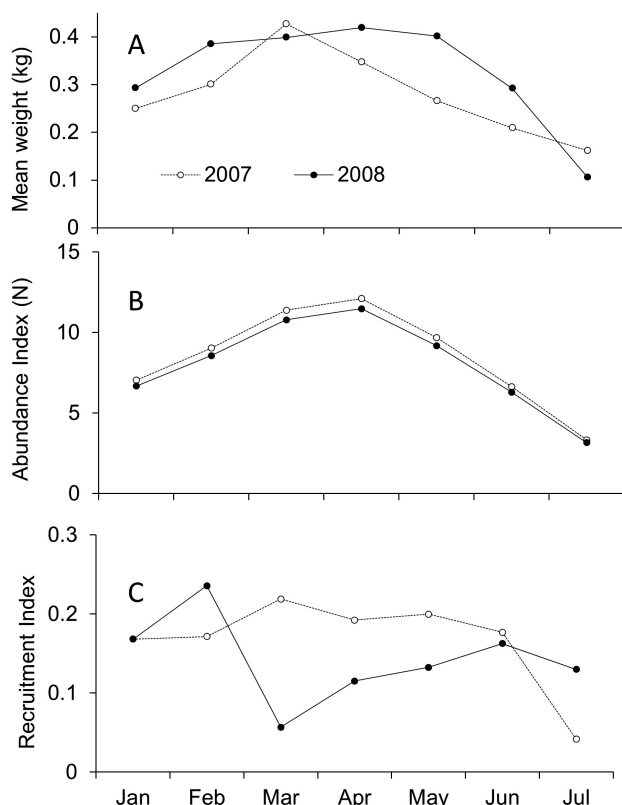 Mean weight (kg)
0.4
0.3
0.2
0.1
0
A
2007
2008
Abundance Index (N)
15
10
5
0
B
Recruitment Index
0.3
0.2
0.1
0
C
Jan Feb Mar Apr May Jun Jul